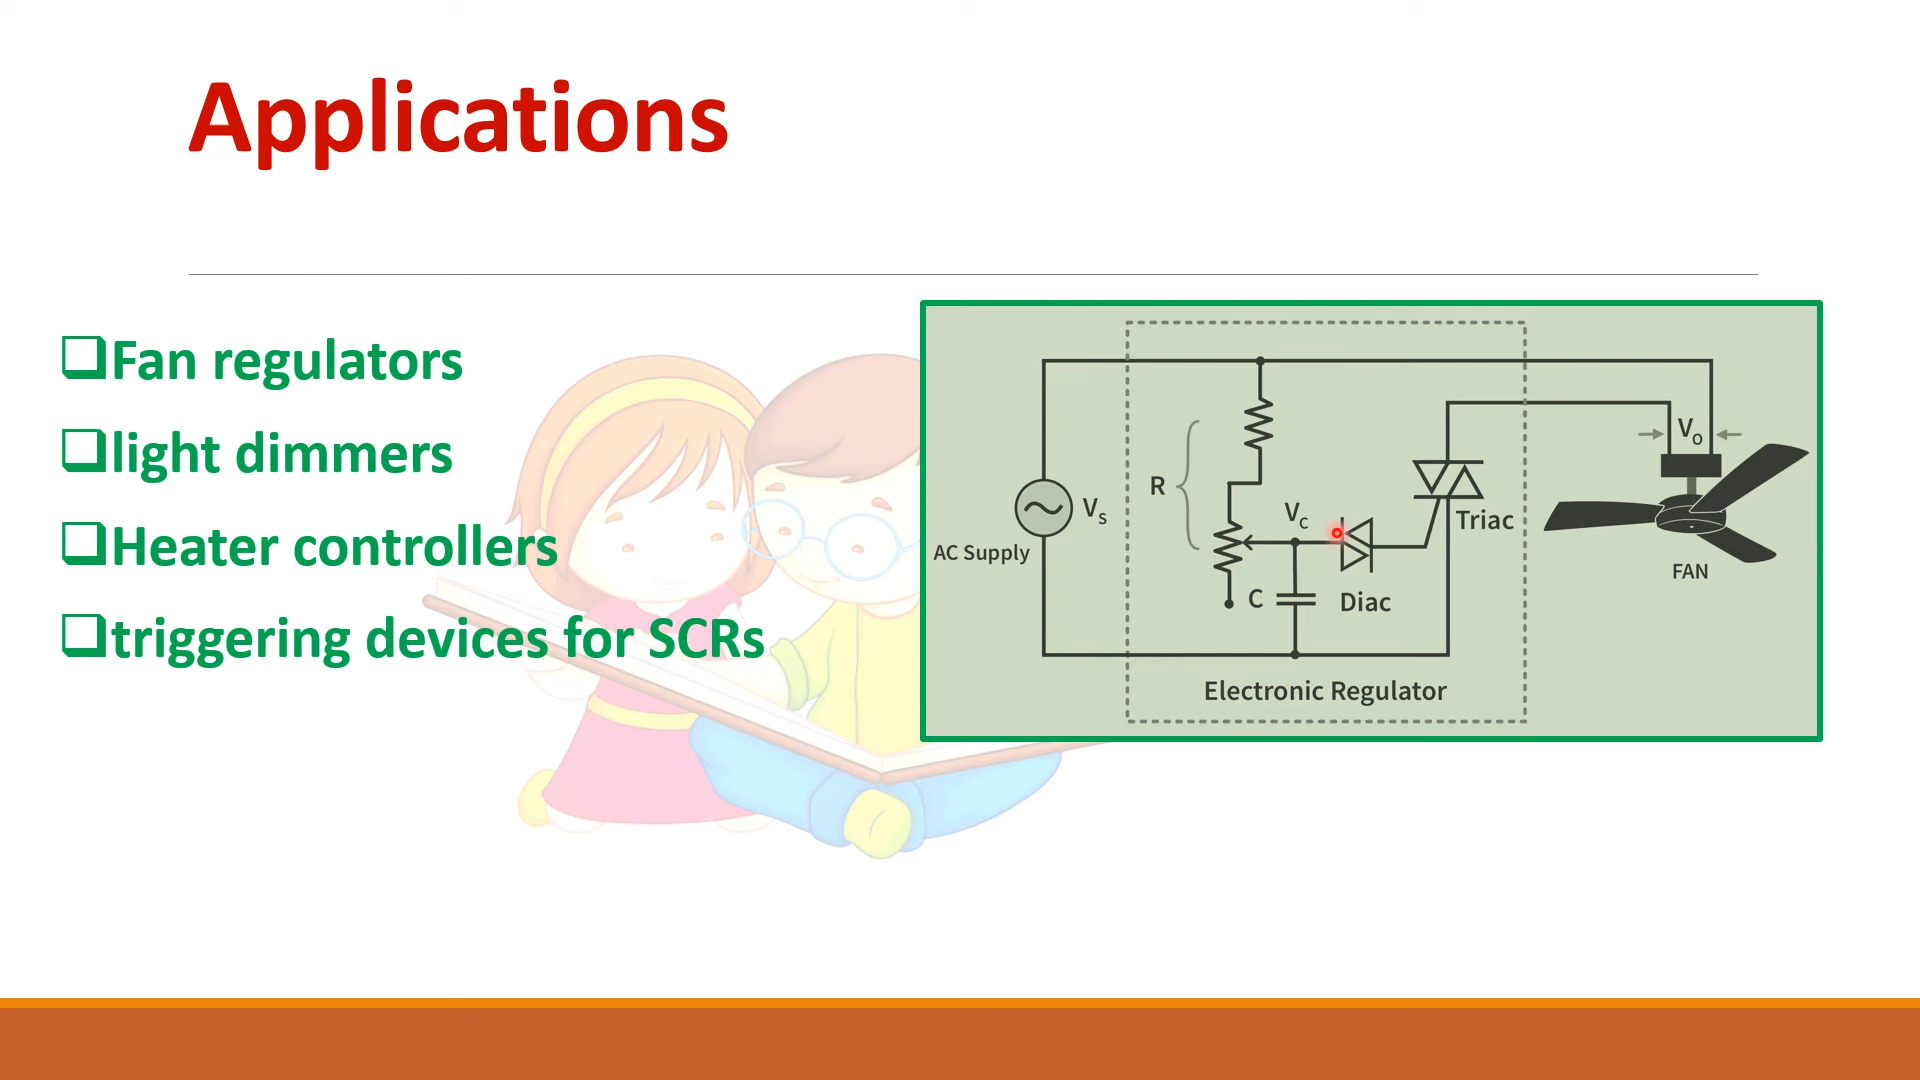 Applications
❑Fan regulators
❑light dimmers
❑Heater controllers
❑triggering devices for SCRs
Vo
R
Vs
Vc
Triac
AC Supply
C
Diac
FAN
Electronic Regulator